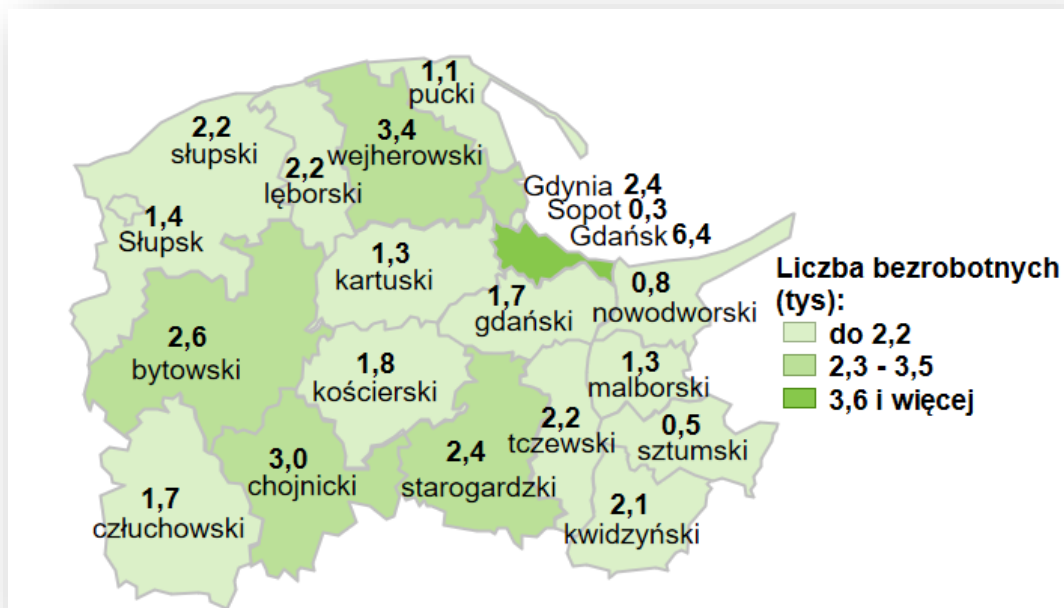 1,1
pucki
2,2
słupski
3,4
wejherowski
2,2
lęborski
Gdynia 2,4
Sopot 0,3
Gdańsk 6,4
1,4
Słupsk
1,3
kartuski
1,7
gdański
0,8
nowodworski
2,6
bytowski
1,8
kościerski
1,3
malborski
2,2
tczewski
0,5
sztumski
3,0
chojnicki
2,4
starogardzki
1,7
człuchowski
2,1
kwidzyński
Liczba bezrobotnych
(tys):
do 2,2
2,3 - 3,5
3,6 i więcej